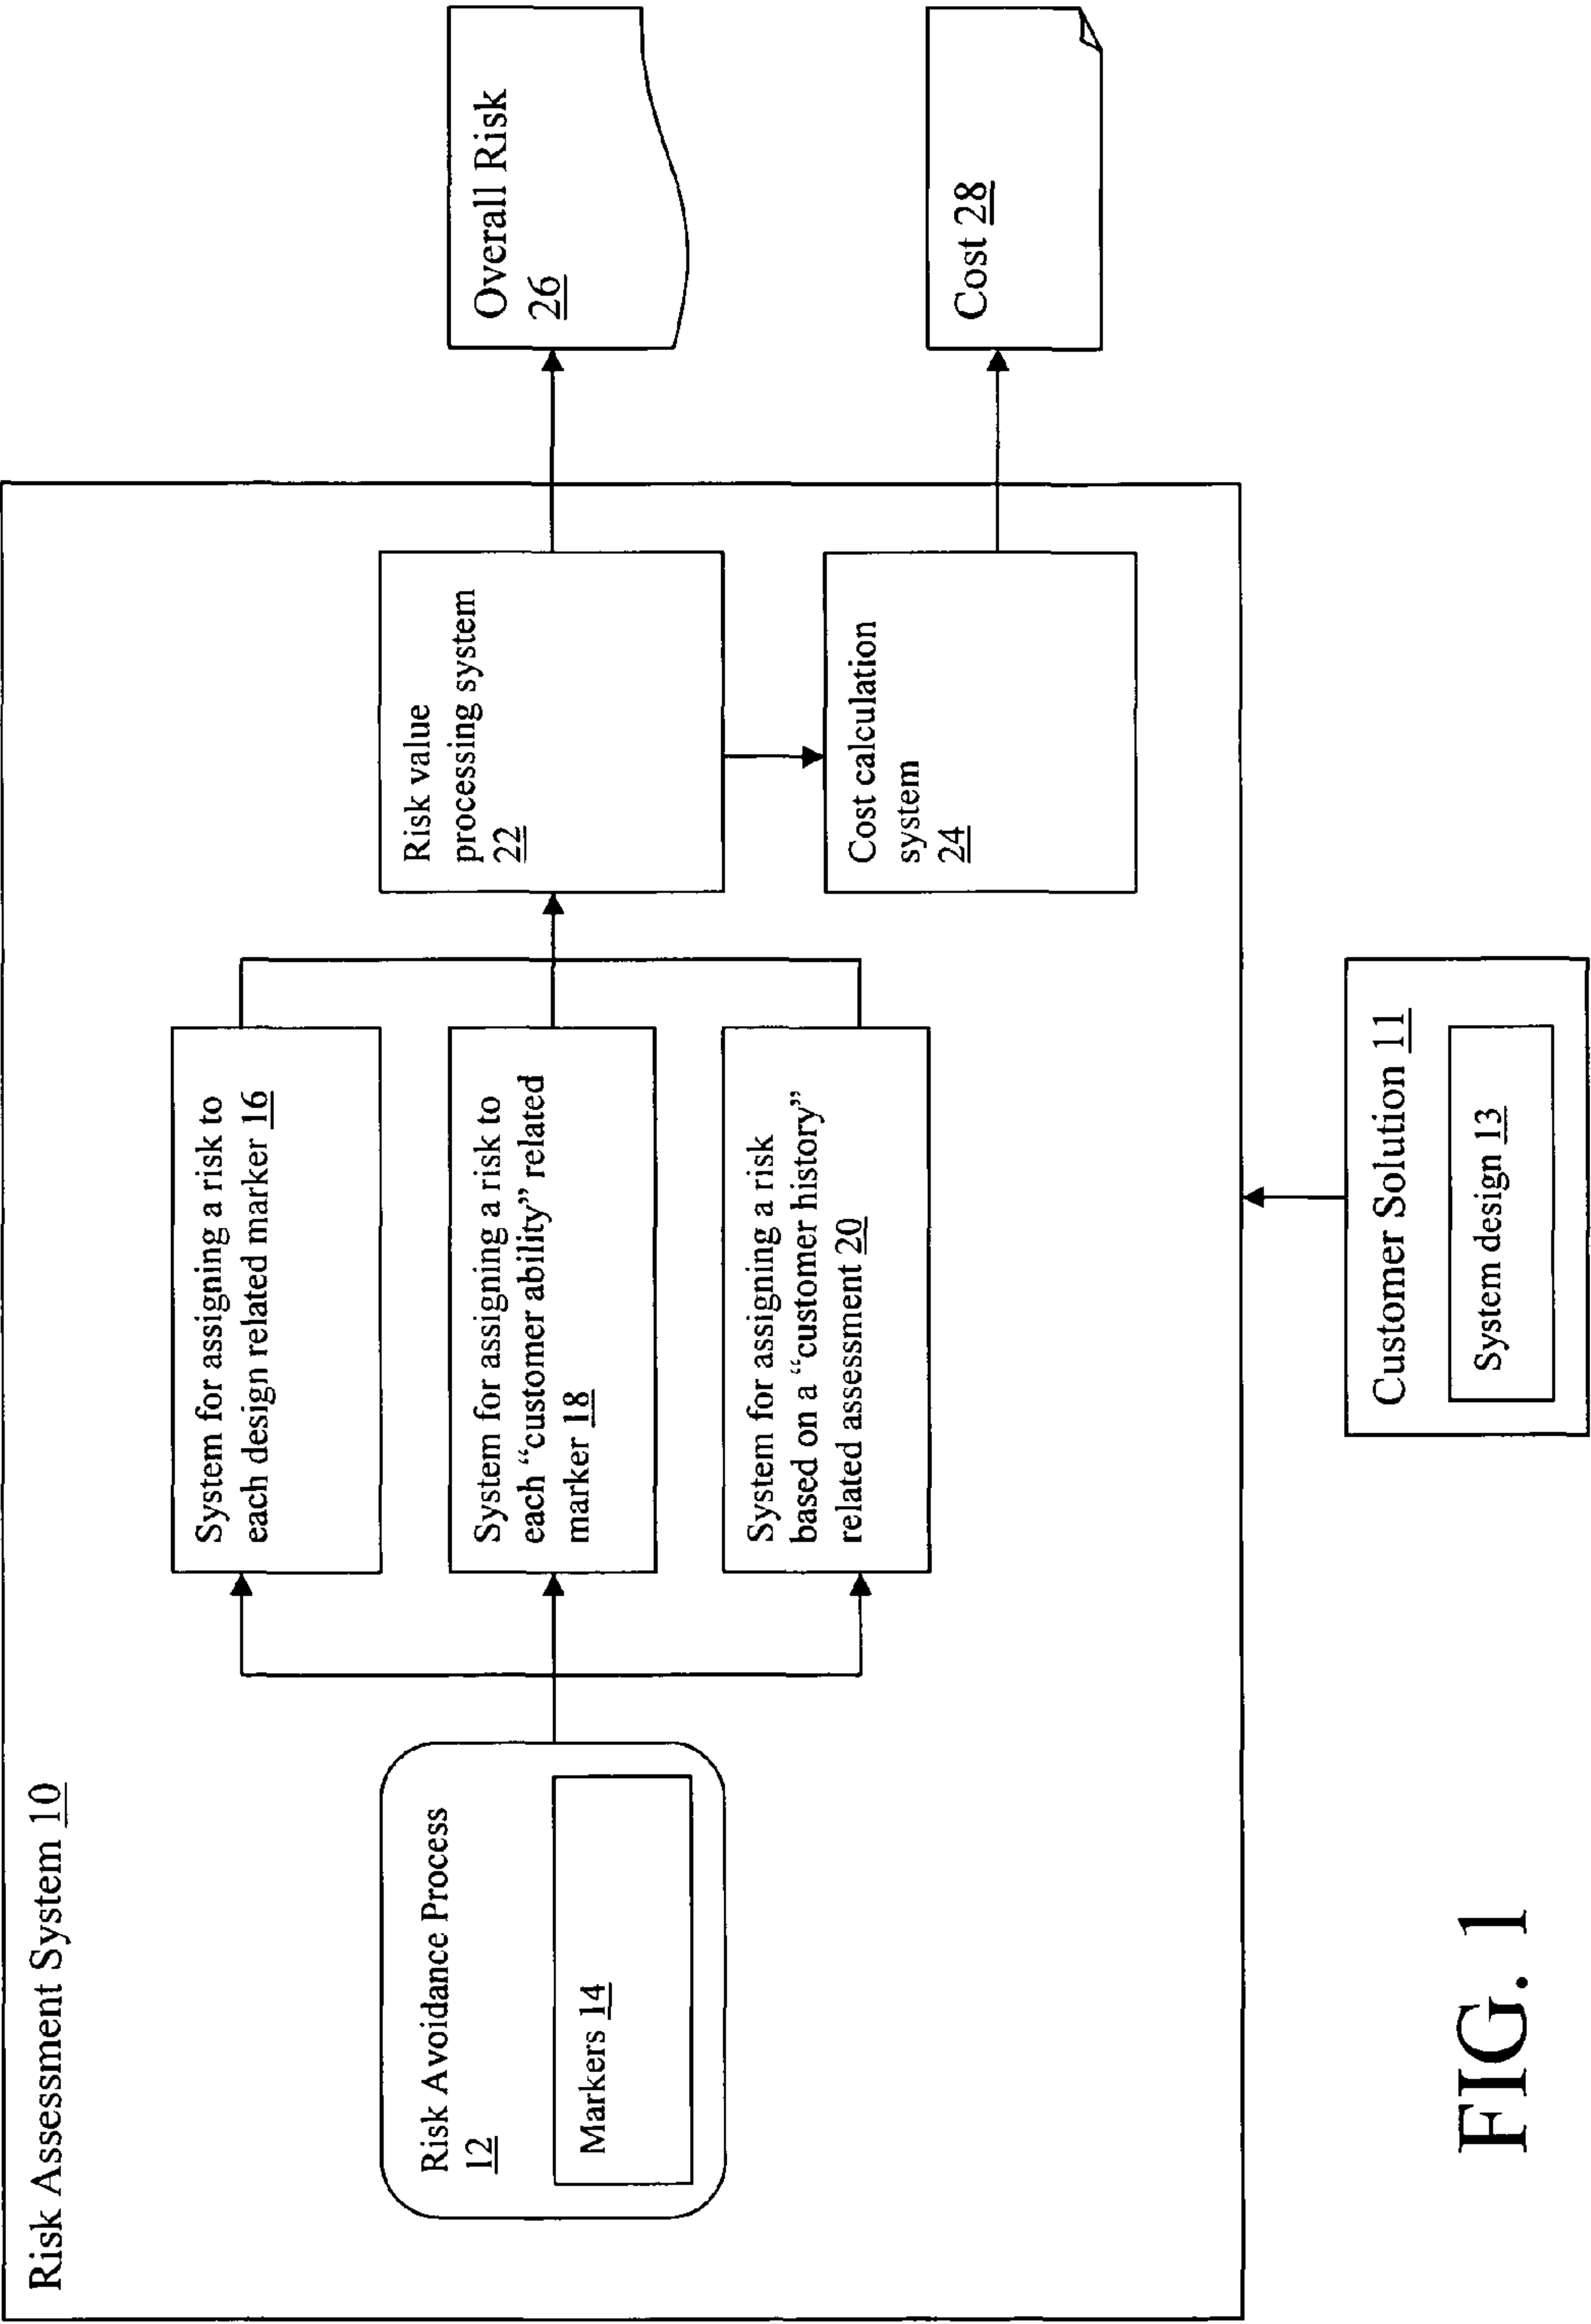 Risk Assessment System 10
Risk Avoidance Process
12
Markers 14
System for assigning a risk to
each design related marker 16
System for assigning a risk to
each “customer ability” related
marker 18
System for assigning a risk
based on a “customer history”
related assessment 20
Risk value
processing system
22
Cost calculation
system
24
Overall Risk
26
Cost 28
Customer Solution 11
System design 13
FIG. 1